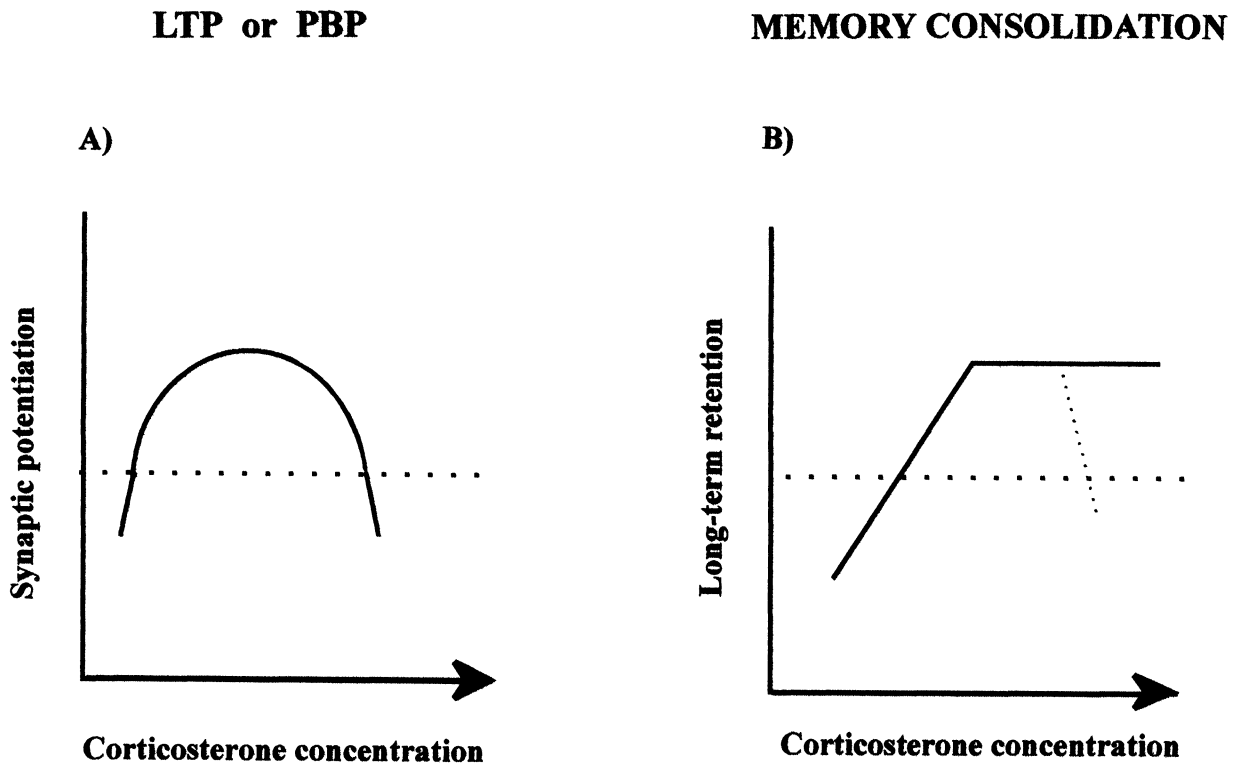 LTP or PBP
MEMORY CONSOLIDATION
A)
B)
Synaptic potentiation
Long-term retention
Corticosterone concentration
Corticosterone concentration